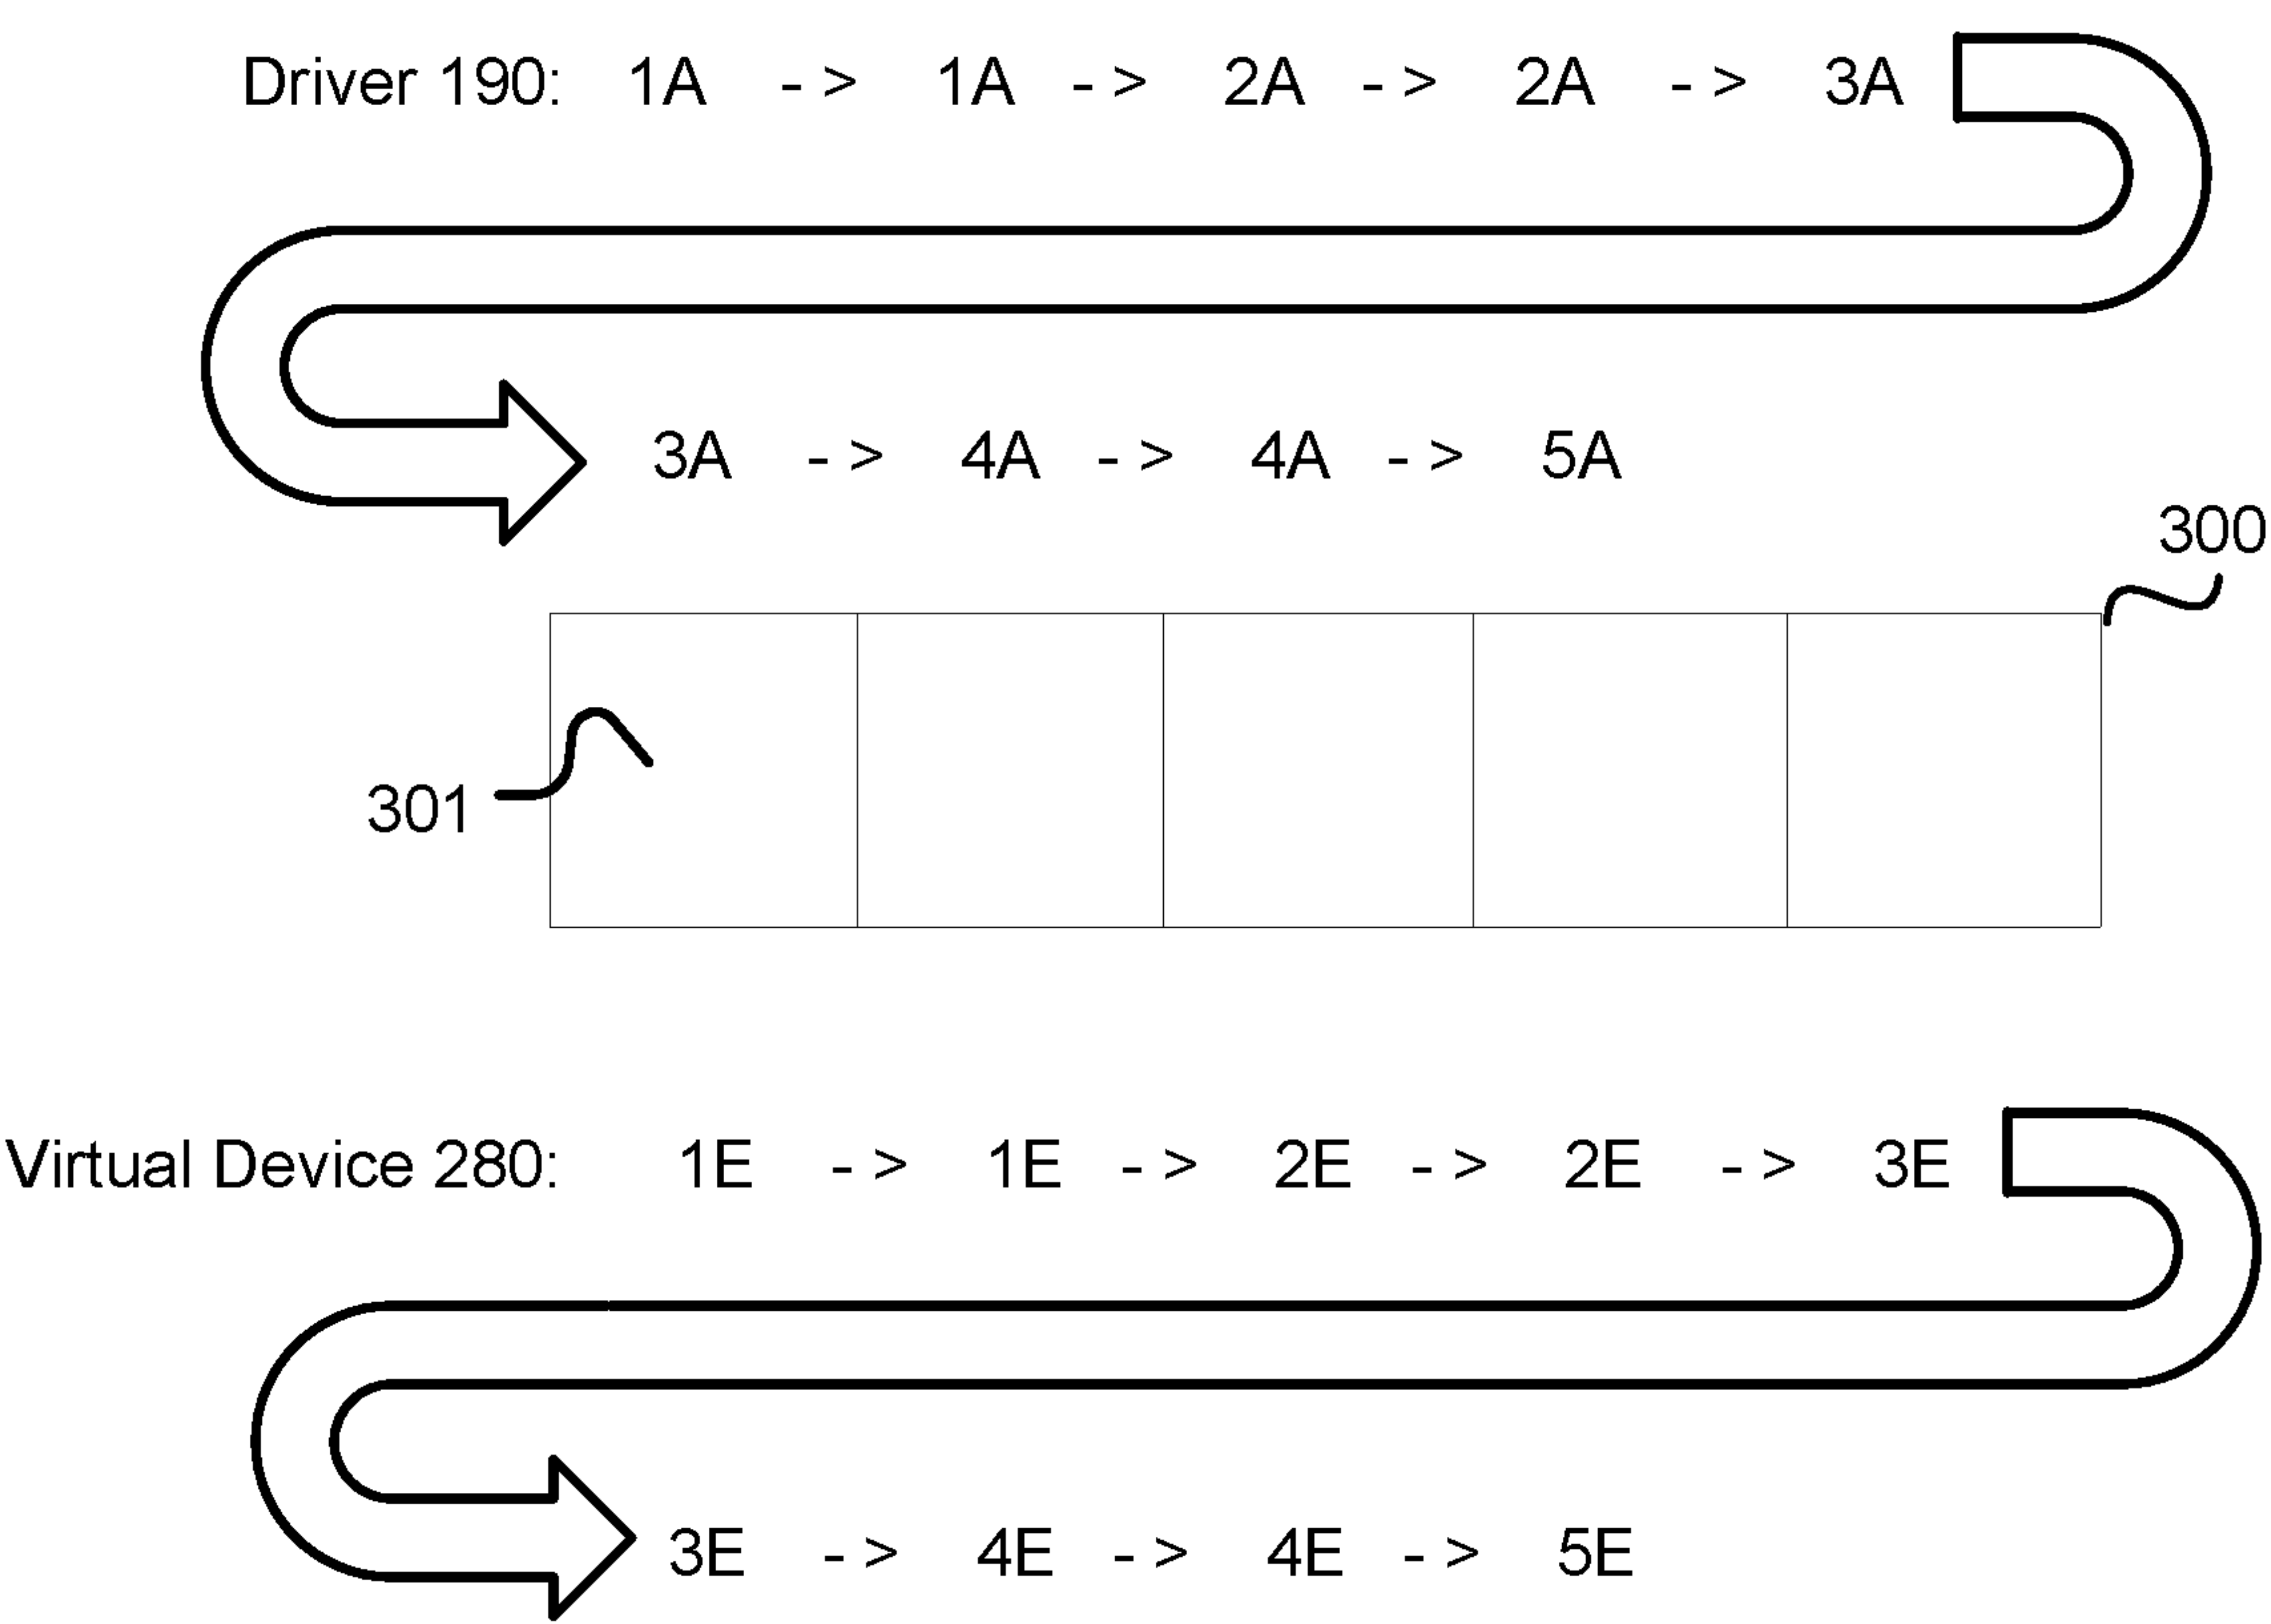 Driver 190: 1A - > 1A - > 2A - > 2A - > 3A
3A - > 4A - > 4A - > 5A
300
301
Virtual Device 280: 1E - > 1E - > 2E - > 2E - > 3E
3E - > 4E - > 4E - > 5E